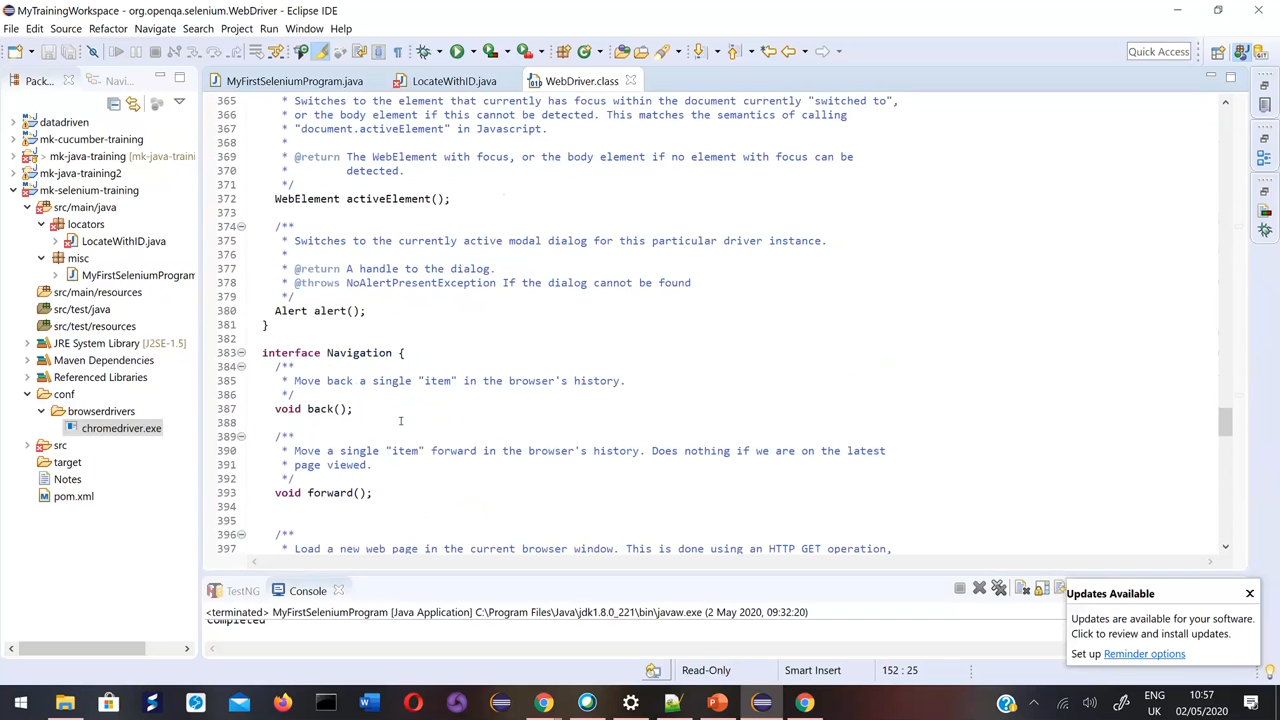 MyTrainingWorkspace - org.openqa.selenium.WebDriver - Eclipse IDE
File Edit Source Refactor Navigate Search Project Run Window Help
Quick Access
Pack... Navi...
MyFirstSeleniumProgram.java LocateWithID.java WebDriver.class
datadriven
mk-cucumber-training
> mk-java-training [mk-java-traini
mk-java-training2
mk-selenium-training
src/main/java
locators
LocateWithID.java
misc
MyFirstSeleniumProgram
src/main/resources
src/test/java
src/test/resources
JRE System Library [J2SE-1.5]
Maven Dependencies
Referenced Libraries
conf
browserdrivers
chromedriver.exe
src
target
Notes
pom.xml
365 * Switches to the element that currently has focus within the document currently "switched to",
366 * or the body element if this cannot be detected. This matches the semantics of calling
367 * "document.activeElement" in Javascript.
368 *
369 * @return The WebElement with focus, or the body element if no element with focus can be
370 * detected.
371 */
372 WebElement activeElement();
373
374 /**
375 * Switches to the currently active modal dialog for this particular driver instance.
376 *
377 * @return A handle to the dialog.
378 * @throws NoAlertPresentException If the dialog cannot be found
379 */
380 Alert alert();
381 }
382
383 interface Navigation {
384 /**
385 * Move back a single "item" in the browser's history.
386 */
387 void back();
388
389 /**
390 * Move a single "item" forward in the browser's history. Does nothing if we are on the latest
391 * page viewed.
392 */
393 void forward();
394
395
396 /**
397 * Load a new web page in the current browser window. This is done using an HTTP GET operation,
TestNG Console
<terminated> MyFirstSeleniumProgram [Java Application] C:\Program Files\Java\jdk1.8.0_221\bin\javaw.exe (2 May 2020, 09:32:20)
Completed
Updates Available
Updates are available for your software.
Click to review and install updates.
Set up Reminder options
Read-Only Smart Insert 152 : 25
ENG
UK
10:57
02/05/2020